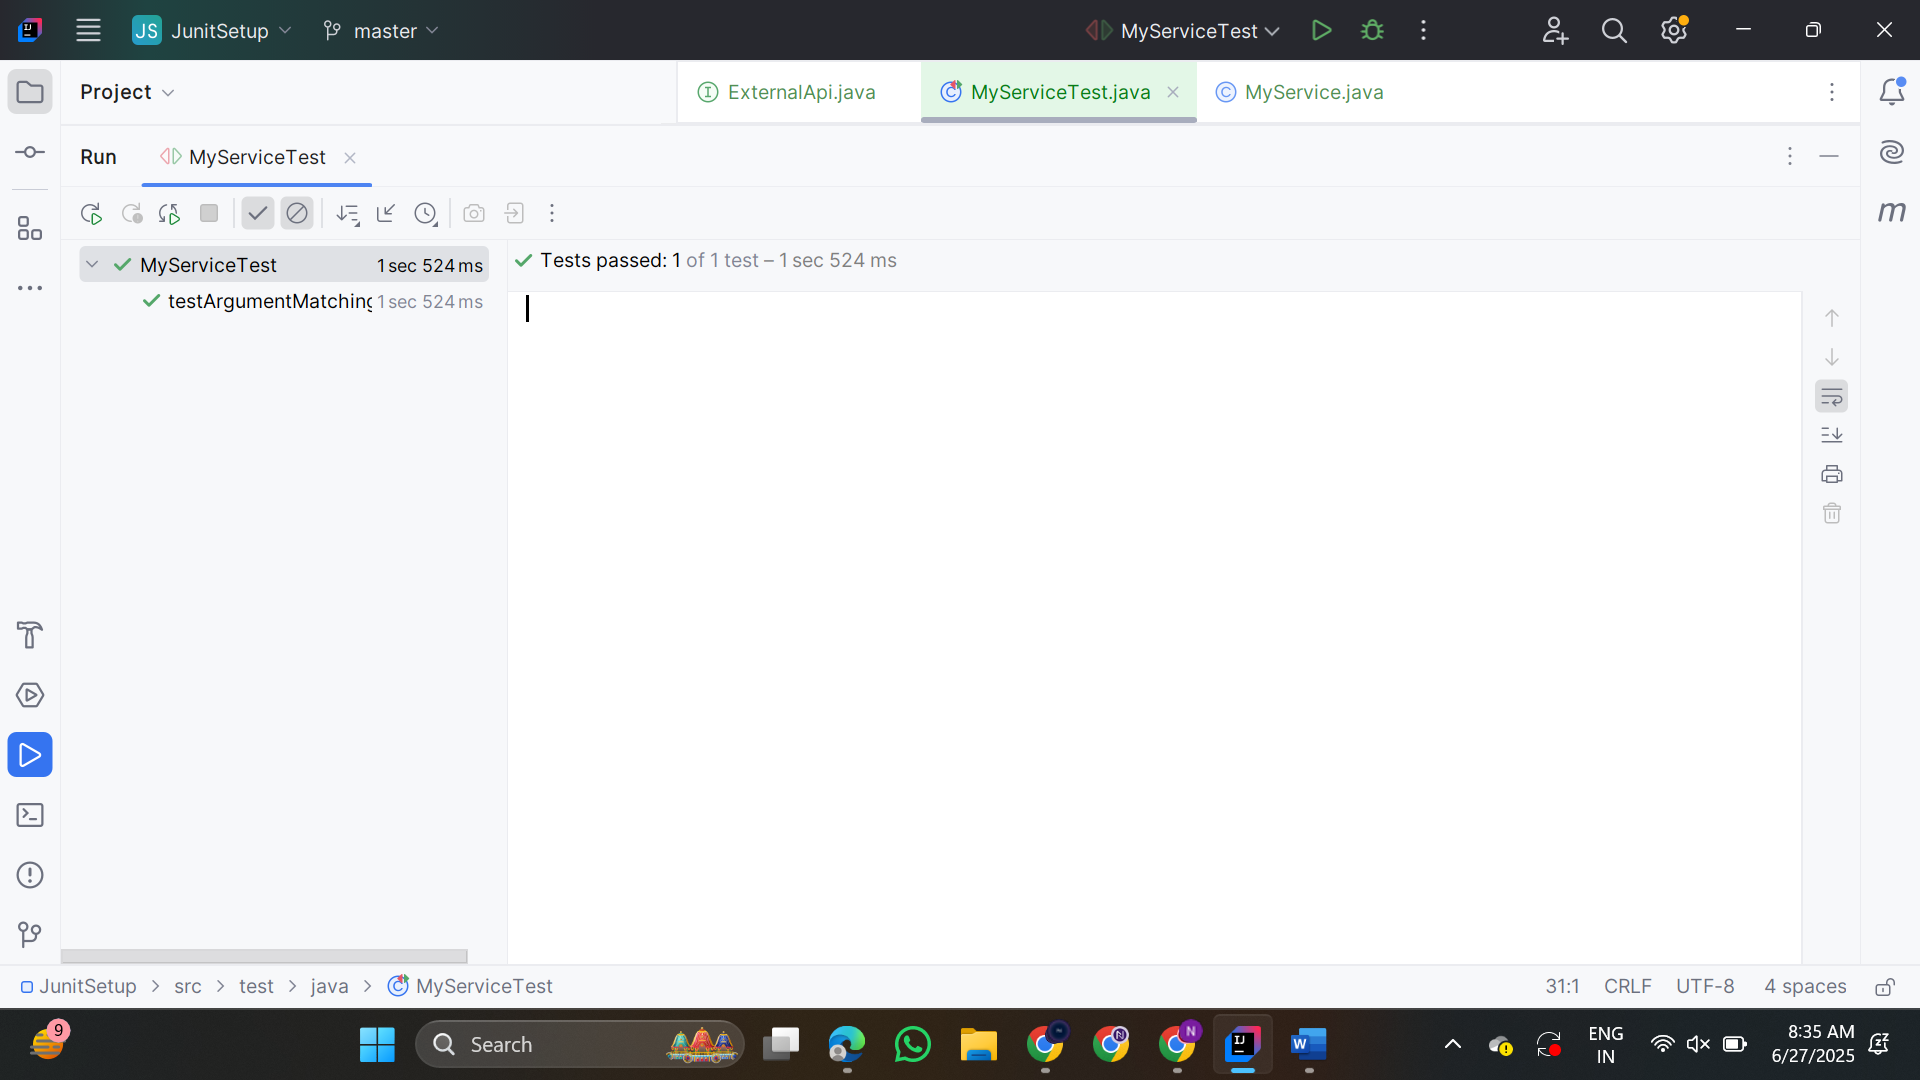 JS JunitSetup master MyServiceTest
Project ExternalApi.java MyServiceTest.java MyService.java
Run MyServiceTest
m
MyServiceTest 1 sec 524 ms
Tests passed: 1 of 1 test – 1 sec 524 ms
testArgumentMatching 1 sec 524 ms
JunitSetup > src > test > java > MyServiceTest 31:1 CRLF UTF-8 4 spaces
9 Search ENG 8:35 AM
IN 6/27/2025